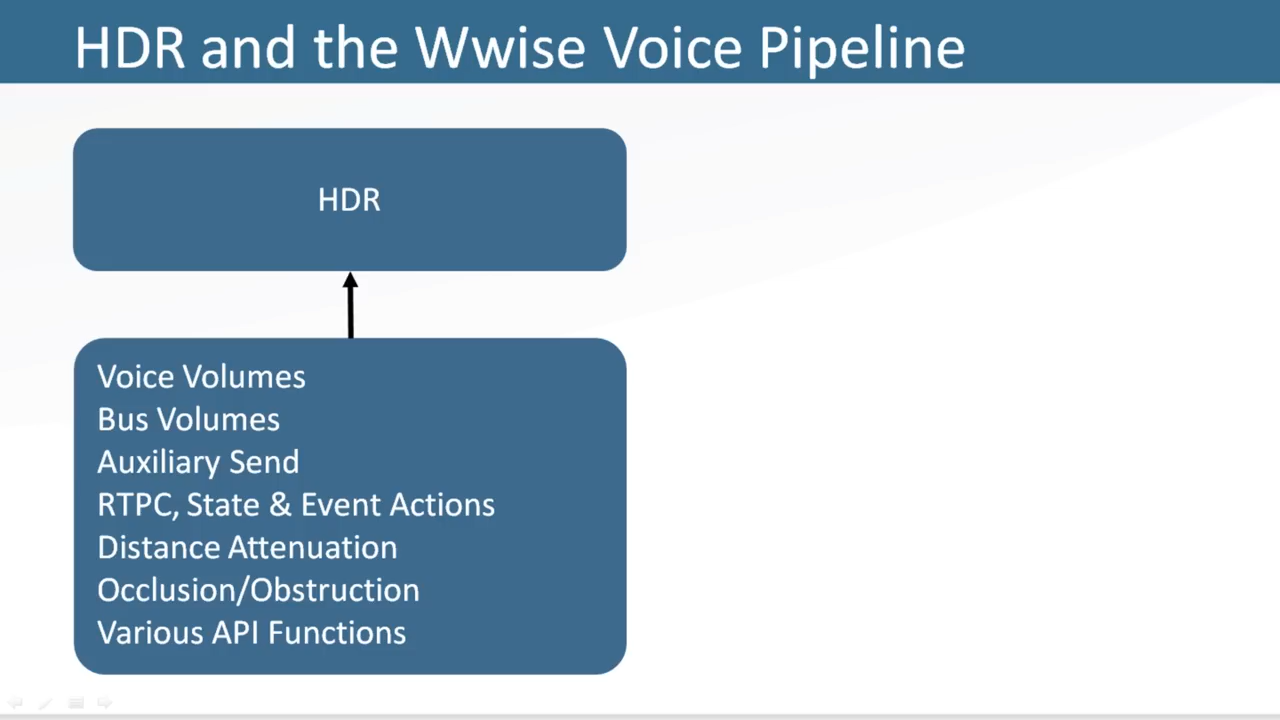 HDR and the Wwise Voice Pipeline
HDR
Voice Volumes
Bus Volumes
Auxiliary Send
RTPC, State & Event Actions
Distance Attenuation
Occlusion/Obstruction
Various API Functions